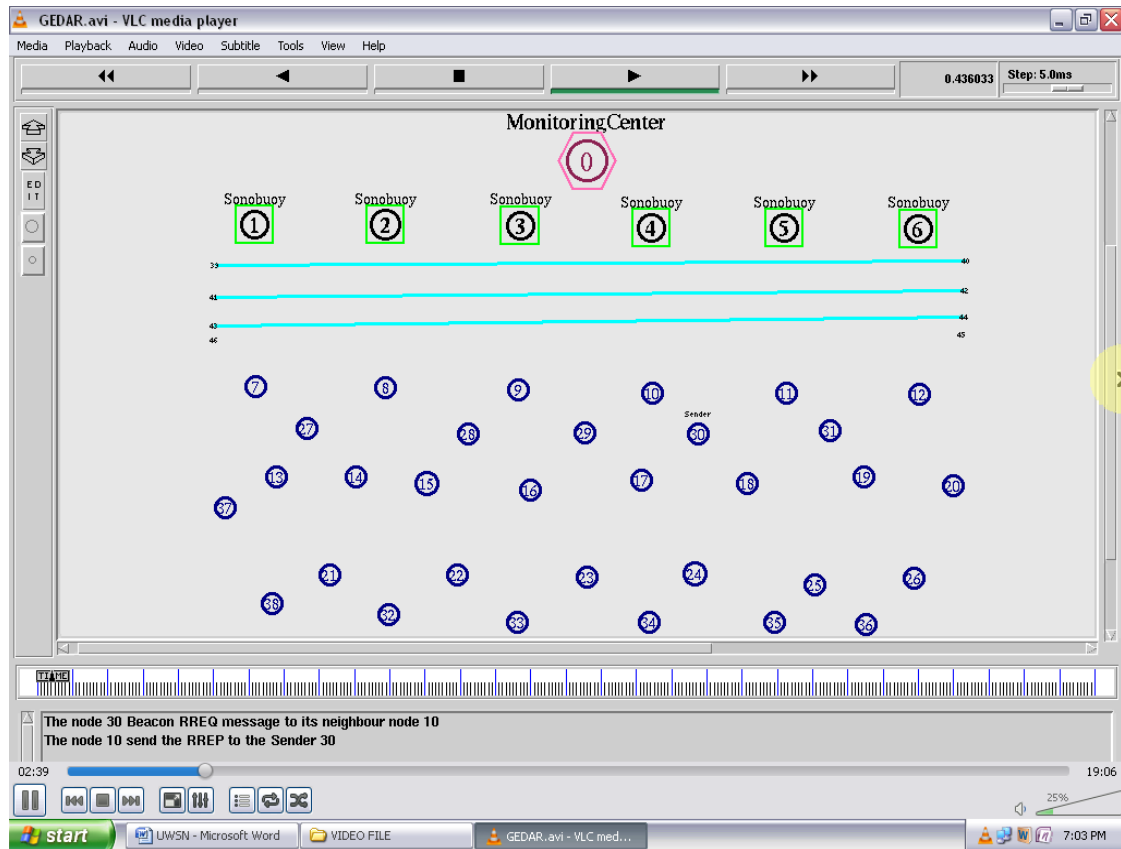 GEDAR.avi - VLC media player
Media Playback Audio Video Subtitle Tools View Help
0.436033 Step: 5.0ms
MonitoringCenter
0
ED
IT
Sonobuoy Sonobuoy Sonobuoy Sonobuoy Sonobuoy Sonobuoy
1 2 3 4 5 6
39 40
41 42
43 44
46 45
7 8 9 10 11 12
Sender
27 28 29 30 31
13 14 15 16 17 18 19 20
37
21 22 23 24 25 26
38 32 33 34 35 36
TIME
The node 30 Beacon RREQ message to its neighbour node 10
The node 10 send the RREP to the Sender 30
02:39 19:06
25%
start UWSN - Microsoft Word VIDEO FILE GEDAR.avi - VLC med... 7:03 PM